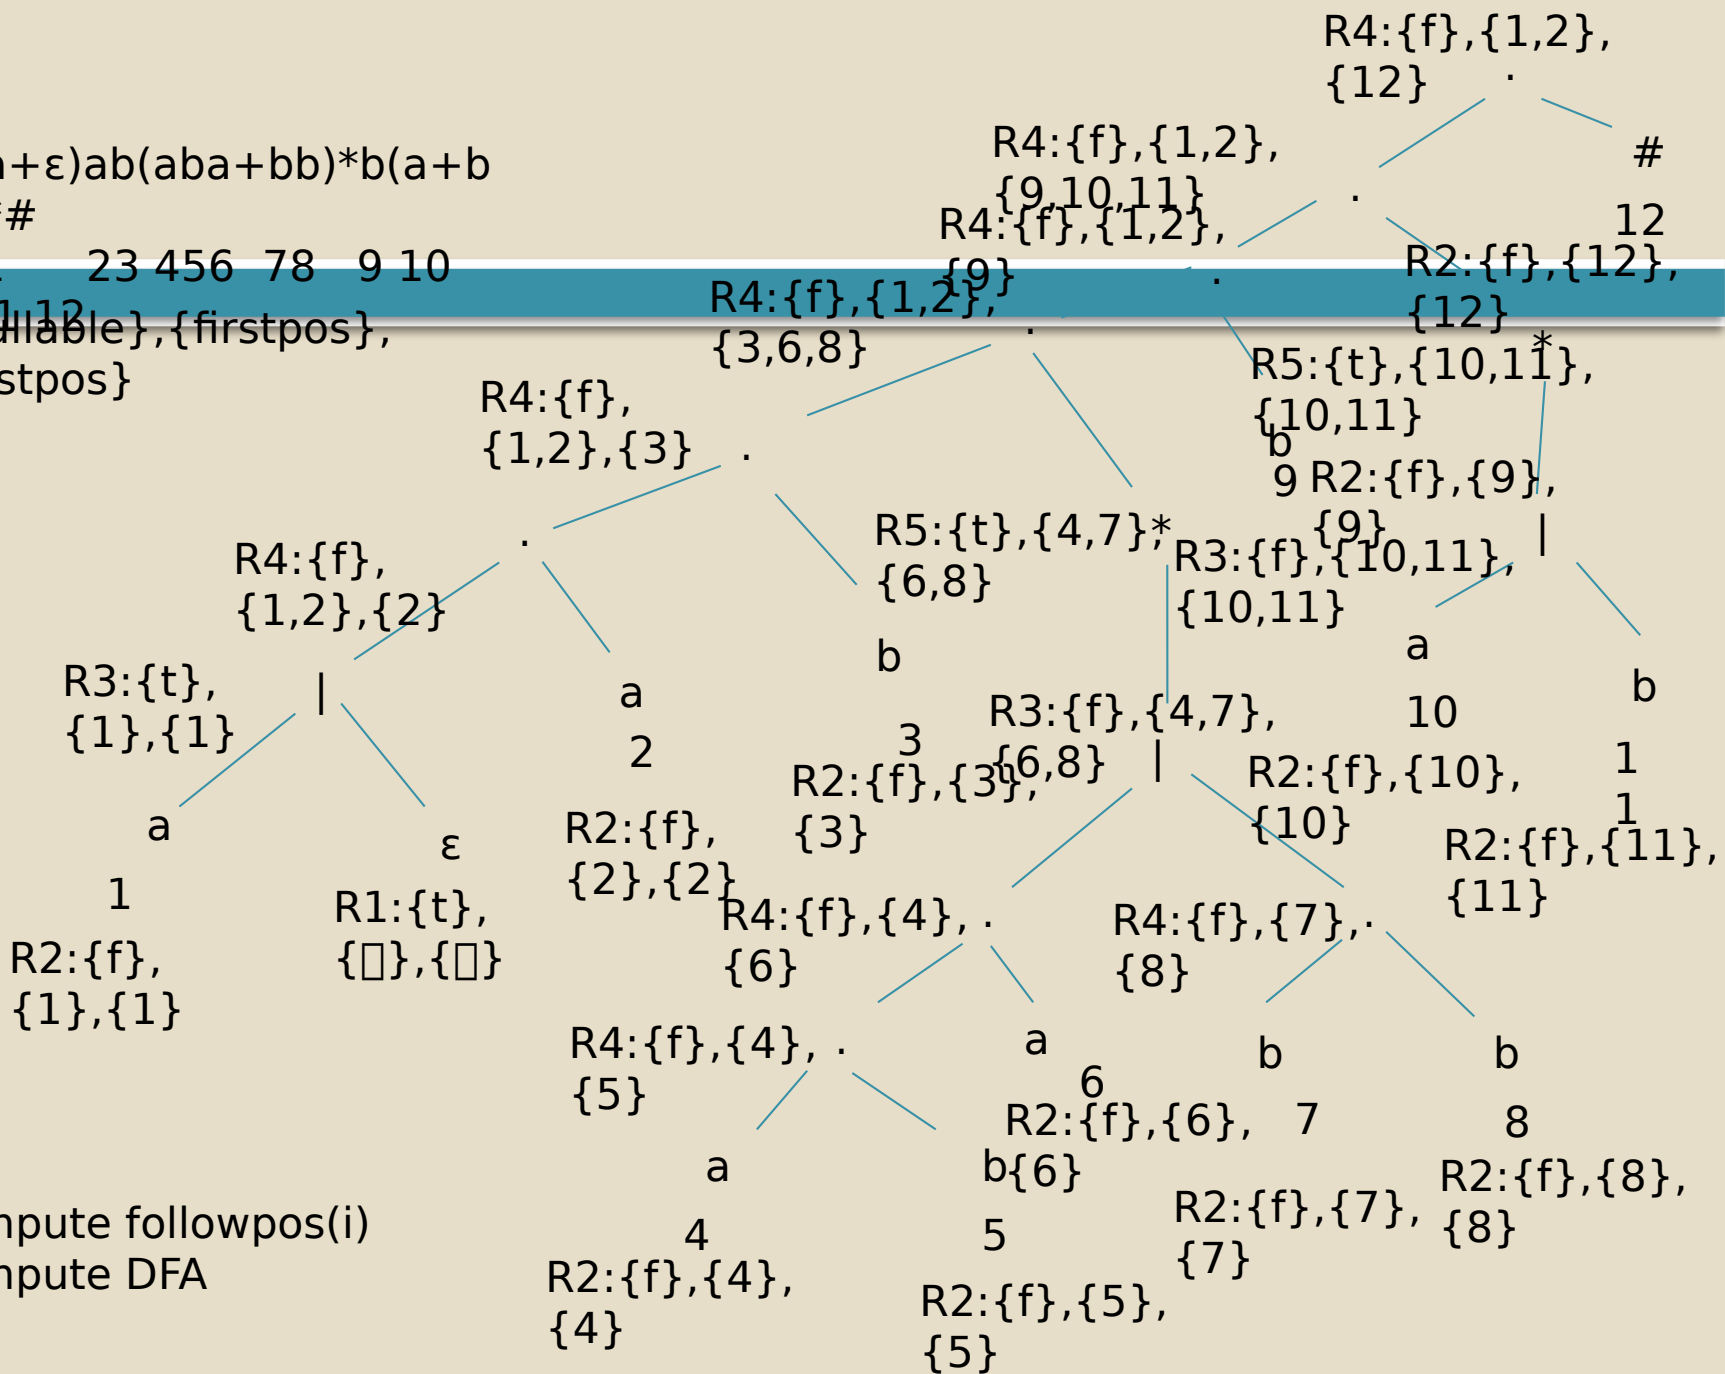 R4:{f},{1,2},
{12}
.
#
12
R4:{f},{1,2},
{9,10,11}
.
+ε)ab(aba+bb)*b(a+b
#
23 456 78 9 10
12
llable},{firstpos},
stpos}
R4:{f},{1,2},
{9}
.
R2:{f},{12},
{12}
R4:{f},{1,2},
{3,6,8}
.
*
R5:{t},{10,11},
{10,11}
b
9
R2:{f},{9},
{9}
|
R4:{f},
{1,2},{3}
.
R5:{t},{4,7},
{6,8}
*
R3:{f},{10,11},
{10,11}
R4:{f},
{1,2},{2}
.
a
10
b
1
1
R3:{t},
{1},{1}
|
a
2
b
3
R3:{f},{4,7},
{6,8}
|
R2:{f},{10},
{10}
R2:{f},{11},
{11}
a
1
R2:{f},
{1},{1}
ε
R1:{t},
{▯},{▯}
R2:{f},
{2},{2}
R2:{f},{3},
{3}
R4:{f},{4},
{6}
.
R4:{f},{7},
{8}
.
R4:{f},{4},
{5}
.
a
6
R2:{f},{6},
{6}
b
7
R2:{f},{7},
{7}
b
8
R2:{f},{8},
{8}
a
4
R2:{f},{4},
{4}
b
5
R2:{f},{5},
{5}
mpute followpos(i)
mpute DFA